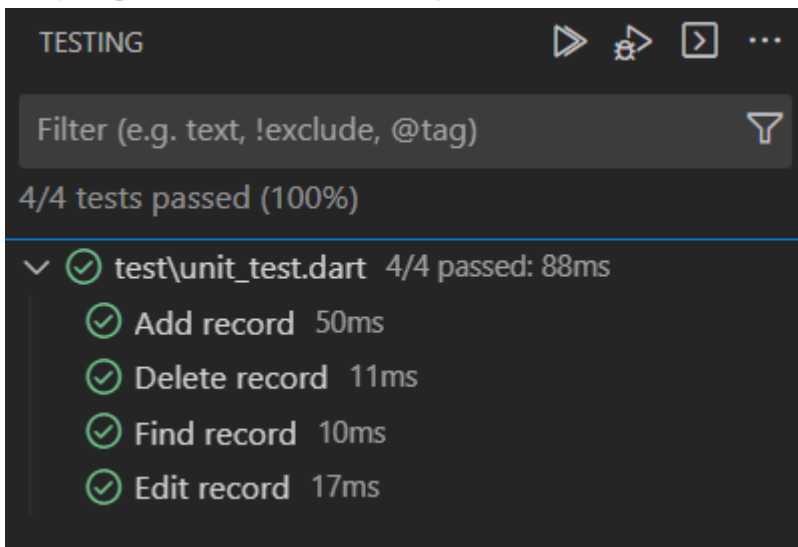 TESTING
Filter (e.g. text, !exclude, @tag)
4/4 tests passed (100%)
test\unit_test.dart 4/4 passed: 88ms
Add record 50ms
Delete record 11ms
Find record 10ms
Edit record 17ms